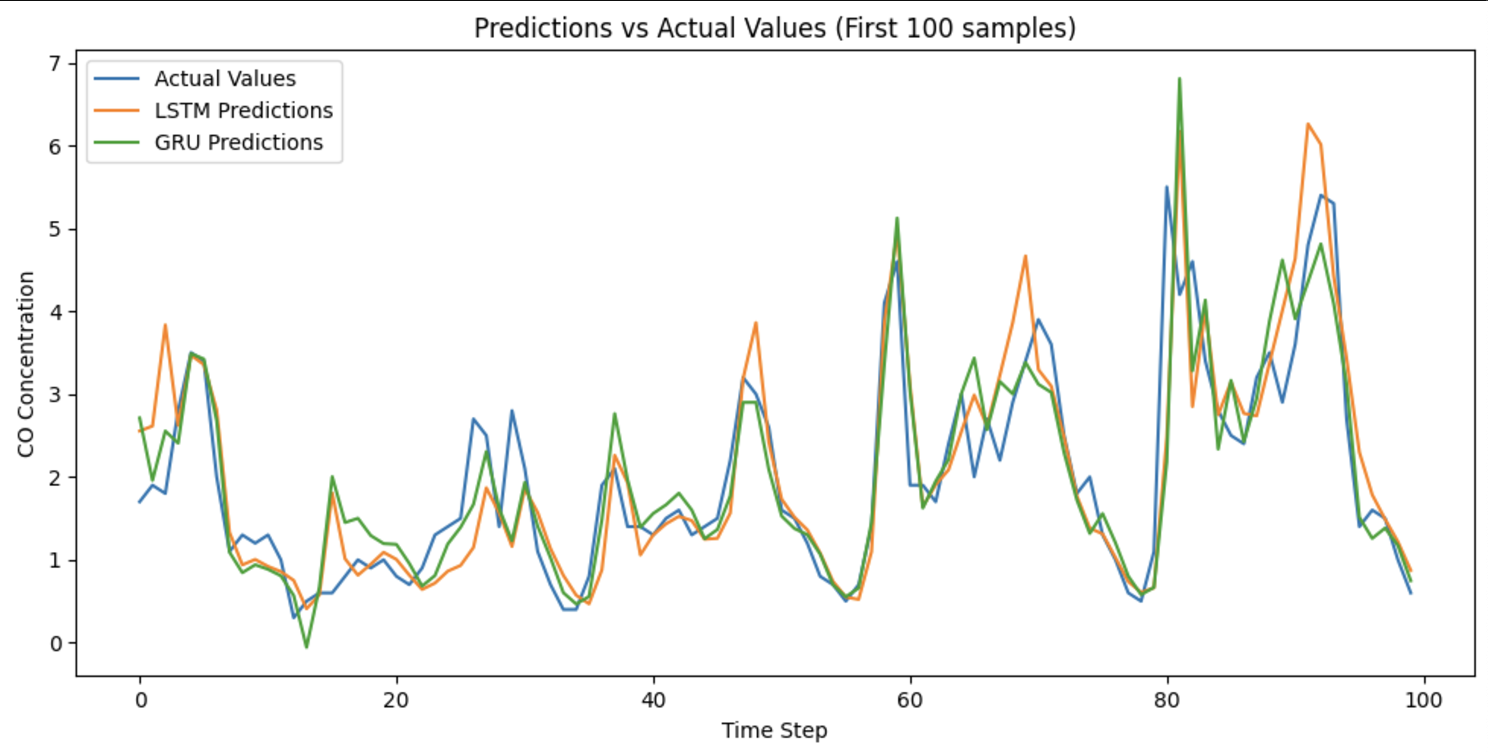 Predictions vs Actual Values (First 100 samples)
Actual Values
LSTM Predictions
GRU Predictions
7
6
5
4
3
2
1
0
CO Concentration
0 20 40 60 80 100
Time Step